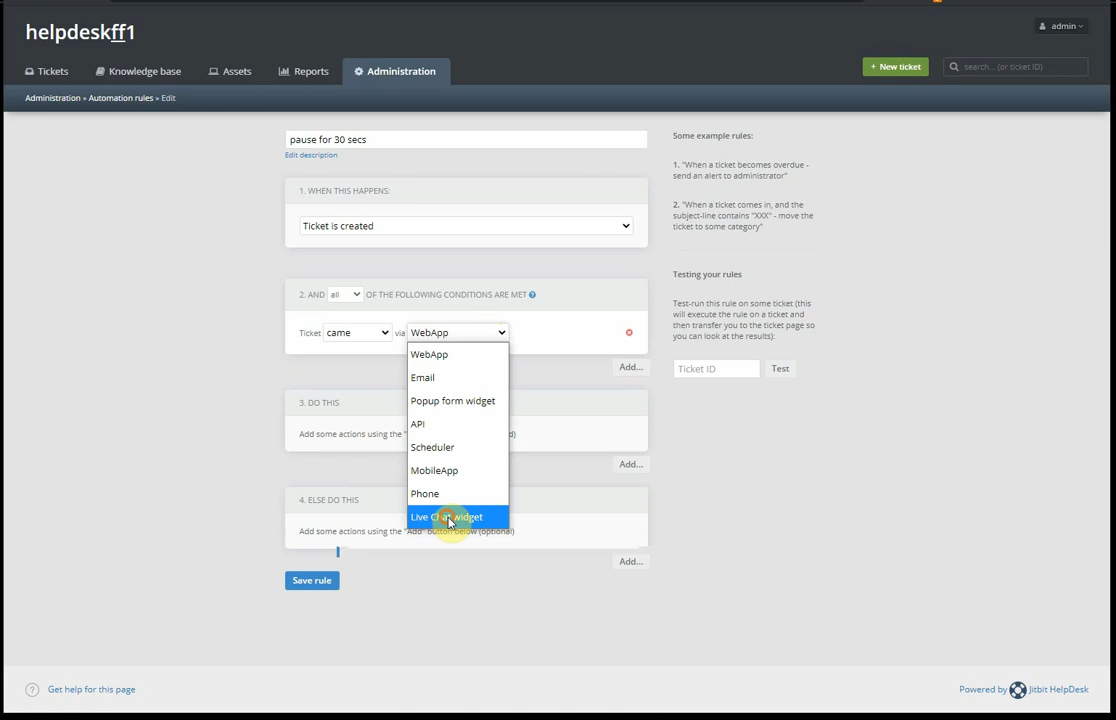 helpdeskff1
admin
Tickets
Knowledge base
Assets
Reports
Administration
+ New ticket
search... (or ticket ID)
Administration » Automation rules » Edit
pause for 30 secs
Edit description
1. WHEN THIS HAPPENS:
Ticket is created
2. AND all OF THE FOLLOWING CONDITIONS ARE MET ?
Ticket came via WebApp
WebApp
Email
Popup form widget
API
Scheduler
MobileApp
Phone
Live Chat widget
Add...
3. DO THIS
Add some actions using the "
Add...
4. ELSE DO THIS
Add some actions using the "Add" button below (optional)
Add...
Save rule
Some example rules:
1. "When a ticket becomes overdue -
send an alert to administrator"
2. "When a ticket comes in, and the
subject-line contains "XXX" - move the
ticket to some category"
Testing your rules
Test-run this rule on some ticket (this
will execute the rule on a ticket and
then transfer you to the ticket page so
you can look at the results):
Ticket ID
Test
? Get help for this page
Powered by Jitbit HelpDesk